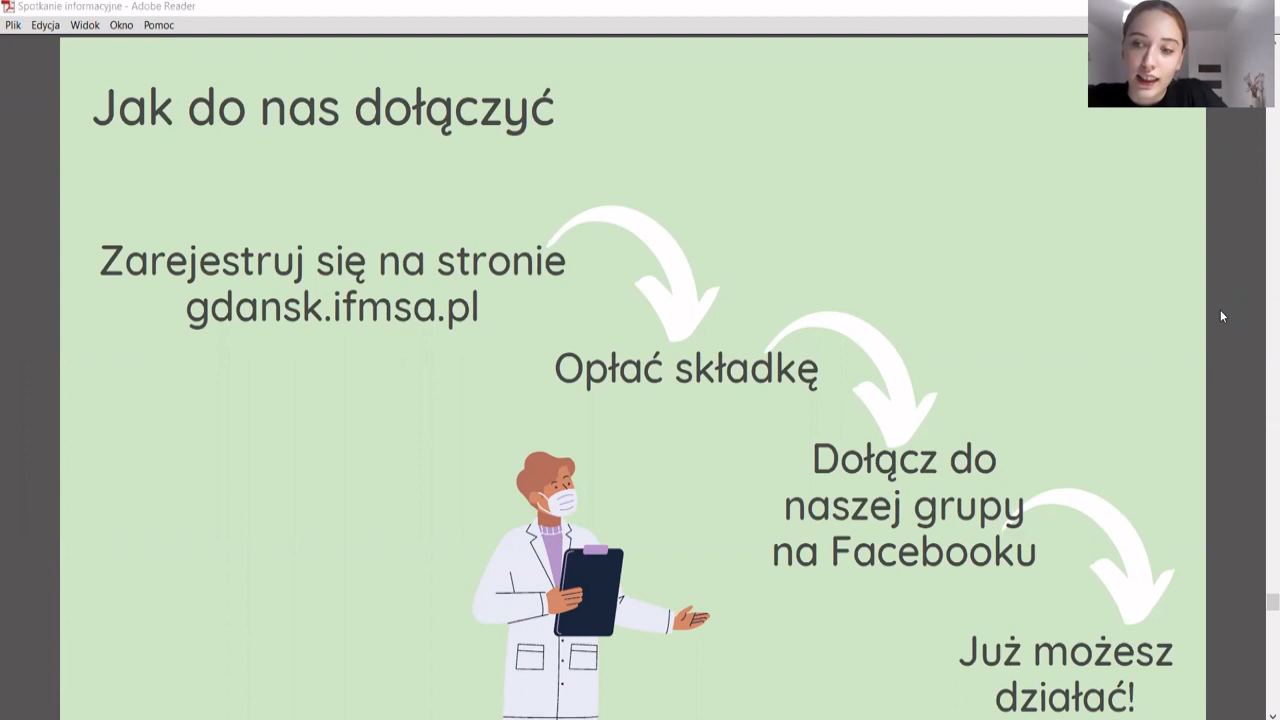 Spotkanie informacyjne - Adobe Reader
Plik Edycja Widok Okno Pomoc
Jak do nas dołączyć
Zarejestruj się na stronie
gdansk.ifmsa.pl
Opłać składkę
Dołącz do
naszej grupy
na Facebooku
Już możesz
działać!